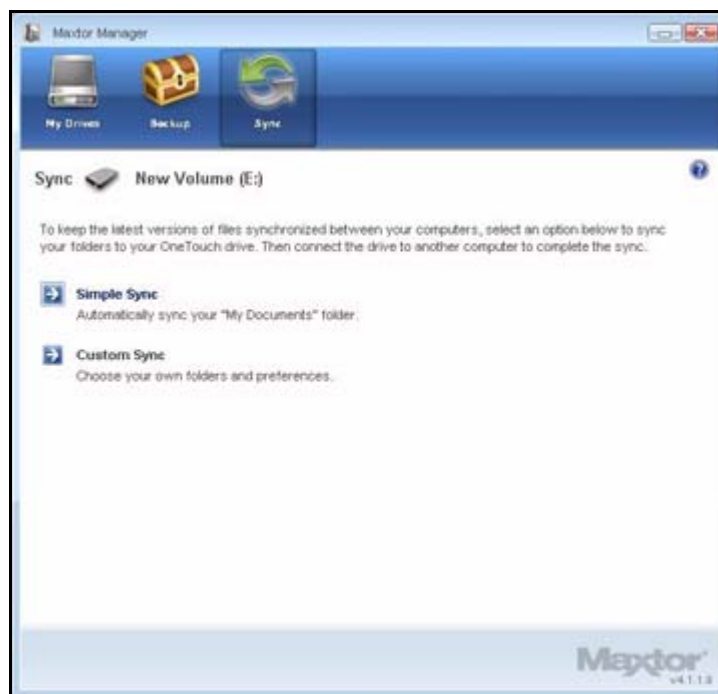 Maxtor Manager
My Drives Backup Sync
Sync New Volume (E:)
To keep the latest versions of files synchronized between your computers, select an option below to sync
your folders to your OneTouch drive. Then connect the drive to another computer to complete the sync.
Simple Sync
Automatically sync your "My Documents" folder.
Custom Sync
Choose your own folders and preferences.
Maxtor